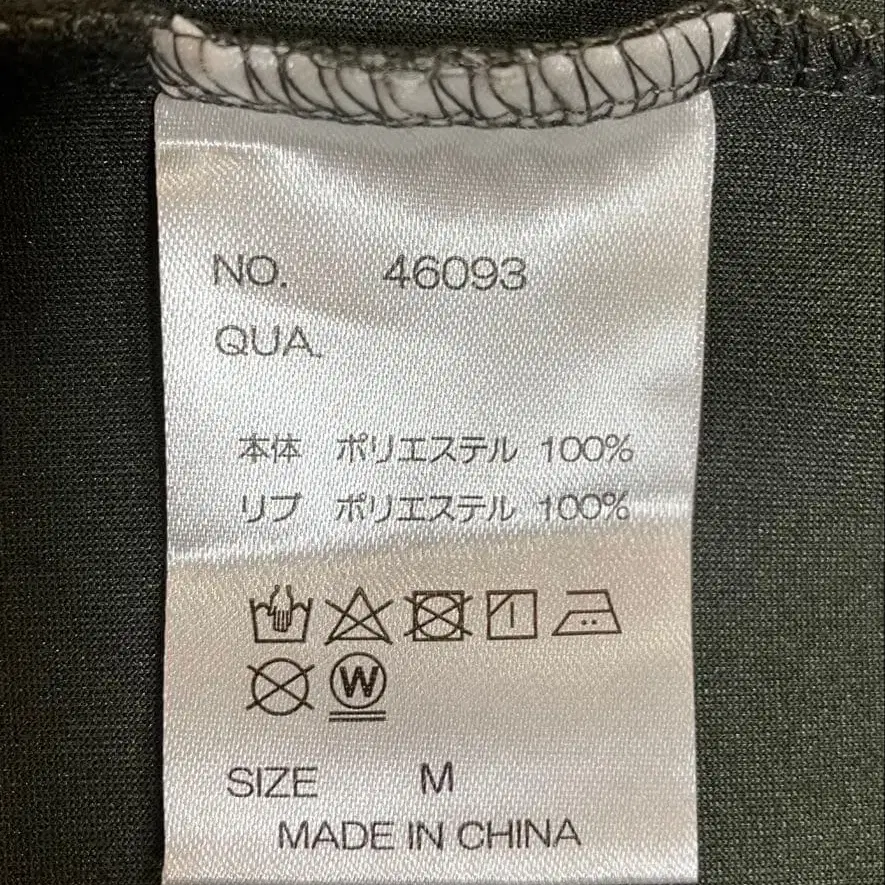 NO. 46093
QUA.
本体 ポリエステル 100%
リブ ポリエステル 100%
W
SIZE M
MADE IN CHINA